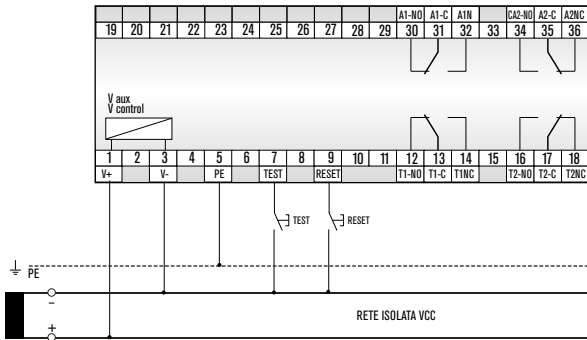 A1-NO A1-C A1N CA2-NO A2-C A2NC
19 20 21 22 23 24 25 26 27 28 29 30 31 32 33 34 35 36
V aux
V control
1 2 3 4 5 6 7 8 9 10 11 12 13 14 15 16 17 18
V+ V- PE TEST RESET T1-NO T1-C T1NC T2-NO T2-C T2NC
TEST RESET
PE
-
RETE ISOLATA VCC
+